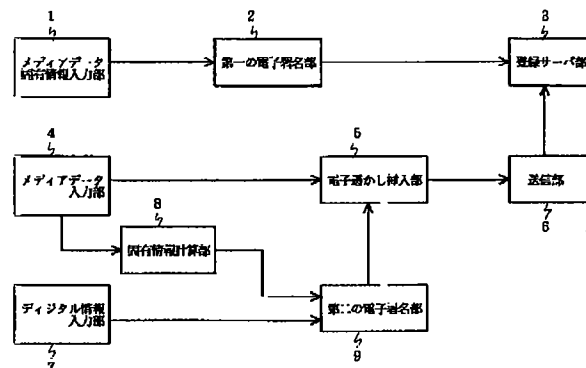 1
2
3
メディアデータ
固有情報入力部
第一の電子署名部
登録サーバ部
4
5
メディアデータ
入力部
電子透かし挿入部
送信部
8
6
固有情報計算部
ディジタル情報
入力部
第二の電子署名部
7
9